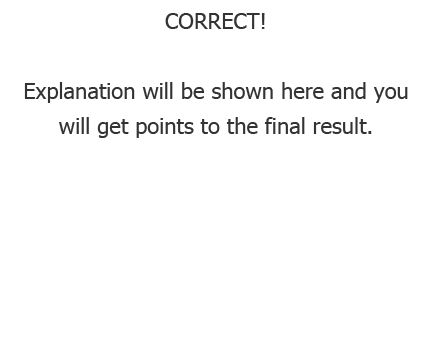 CORRECT!
Explanation will be shown here and you
will get points to the final result.